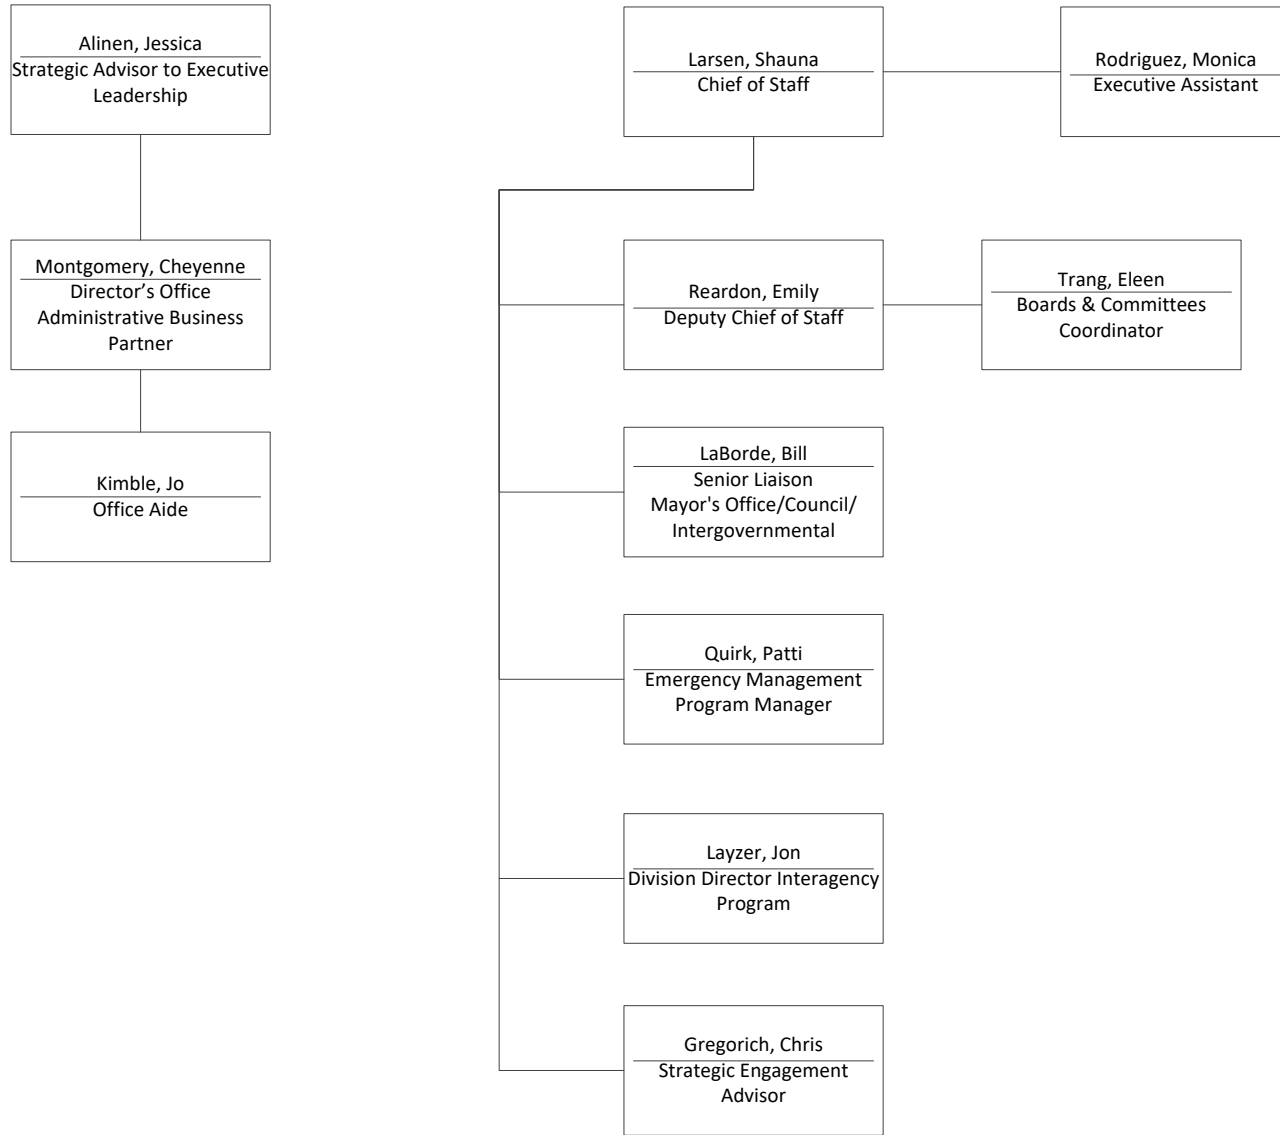 Alinen, Jessica
Strategic Advisor to Executive
Leadership
Larsen, Shauna
Chief of Staff
Rodriguez, Monica
Executive Assistant
Montgomery, Cheyenne
Director’s Office
Administrative Business
Partner
Reardon, Emily
Deputy Chief of Staff
Trang, Eleen
Boards & Committees
Coordinator
Kimble, Jo
Office Aide
LaBorde, Bill
Senior Liaison
Mayor's Office/Council/
Intergovernmental
Quirk, Patti
Emergency Management
Program Manager
Layzer, Jon
Division Director Interagency
Program
Gregorich, Chris
Strategic Engagement
Advisor